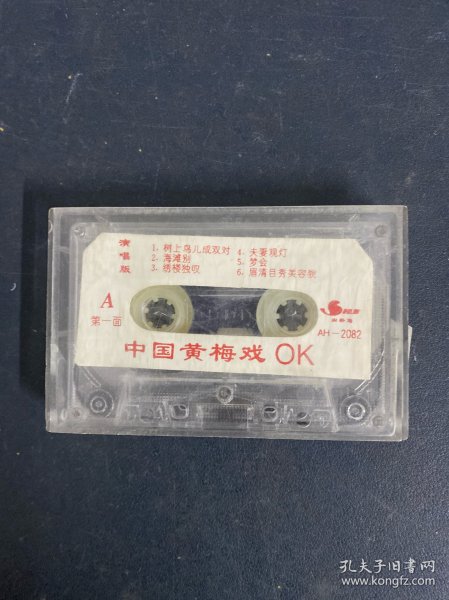 演唱版
1. 树上鸟儿成双对
2. 海滩别
3. 绣楼独叹
4. 夫妻观灯
5. 梦会
6. 眉清目秀美容貌
A
第一面
AH-2082
中国黄梅戏 OK
孔夫子旧书网
www.kongfz.com